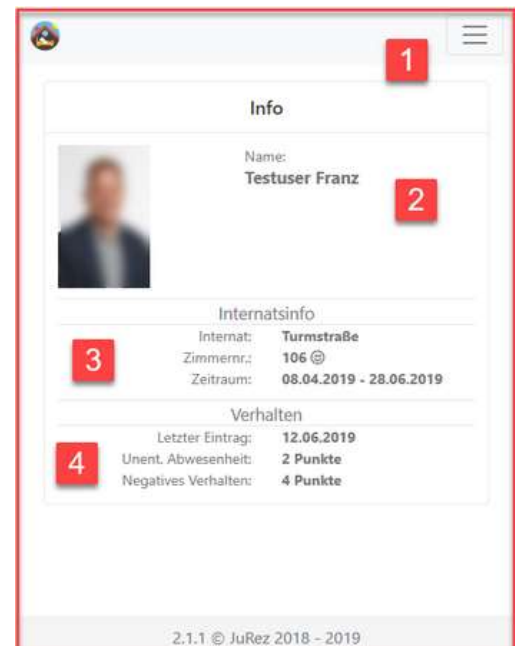 1
Info
Name:
Testuser Franz
2
Internatsinfo
Internat: Turmstraße
3
Zimmernr.: 106
Zeitraum: 08.04.2019 - 28.06.2019
Verhalten
Letzter Eintrag: 12.06.2019
4
Unent. Abwesenheit: 2 Punkte
Negatives Verhalten: 4 Punkte
2.1.1 © JuRez 2018 - 2019